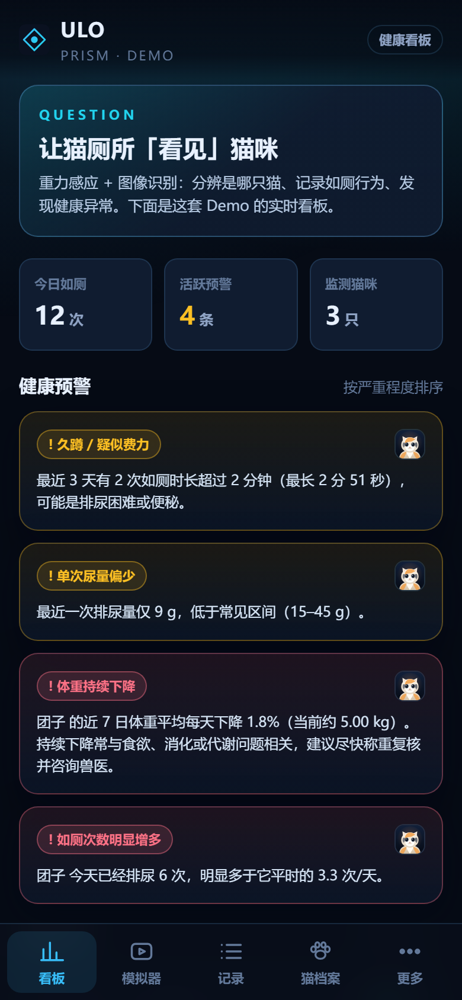 ULO
PRISM · DEMO
健康看板
QUESTION
让猫厕所「看见」猫咪
重力感应 + 图像识别：分辨是哪只猫、记录如厕行为、发
现健康异常。下面是这套 Demo 的实时看板。
今日如厕
12 次
活跃预警
4 条
监测猫咪
3 只
健康预警
按严重程度排序
! 久蹲 / 疑似费力
最近 3 天有 2 次如厕时长超过 2 分钟（最长 2 分 51 秒），
可能是排尿困难或便秘。
! 单次尿量偏少
最近一次排尿量仅 9 g，低于常见区间（15–45 g）。
! 体重持续下降
团子 的近 7 日体重平均每天下降 1.8%（当前约 5.00 kg）。
持续下降常与食欲、消化或代谢问题相关，建议尽快称重复核
并咨询兽医。
! 如厕次数明显增多
团子 今天已经排尿 6 次，明显多于它平时的 3.3 次/天。
看板
模拟器
记录
猫档案
更多